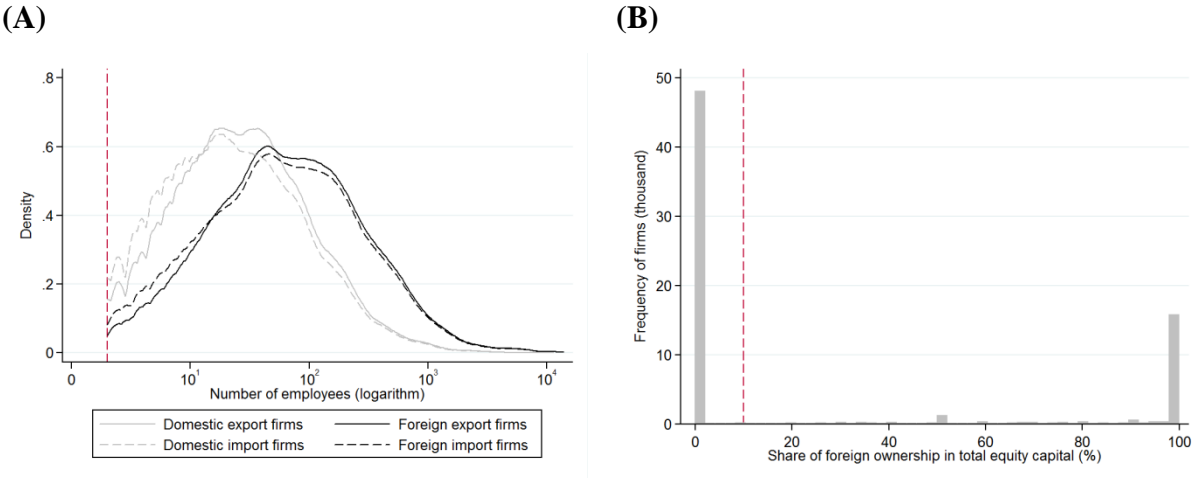 (A)
.8
.6
.4
.2
0
Density
0
10¹
10²
10³
10⁴
Number of employees (logarithm)
Domestic export firms
Foreign export firms
Domestic import firms
Foreign import firms
(B)
50
40
30
20
10
0
Frequency of firms (thousand)
0
20
40
60
80
100
Share of foreign ownership in total equity capital (%)